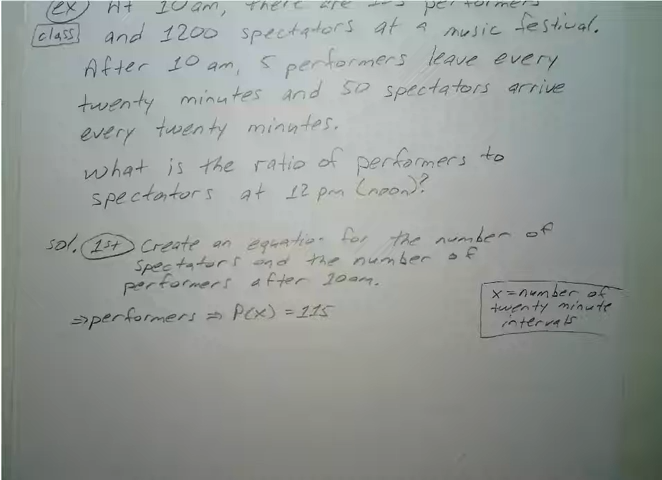 ex At 10am, there are 115 performers
class and 1200 spectators at a music festival.
After 10 am, 5 performers leave every
twenty minutes and 50 spectators arrive
every twenty minutes.
what is the ratio of performers to
spectators at 12 pm (noon)?
sol. 1st Create an equation for the number of
spectators and the number of
performers after 10am.
⇒performers ⇒ P(x) = 115
x = number of
twenty minute
intervals